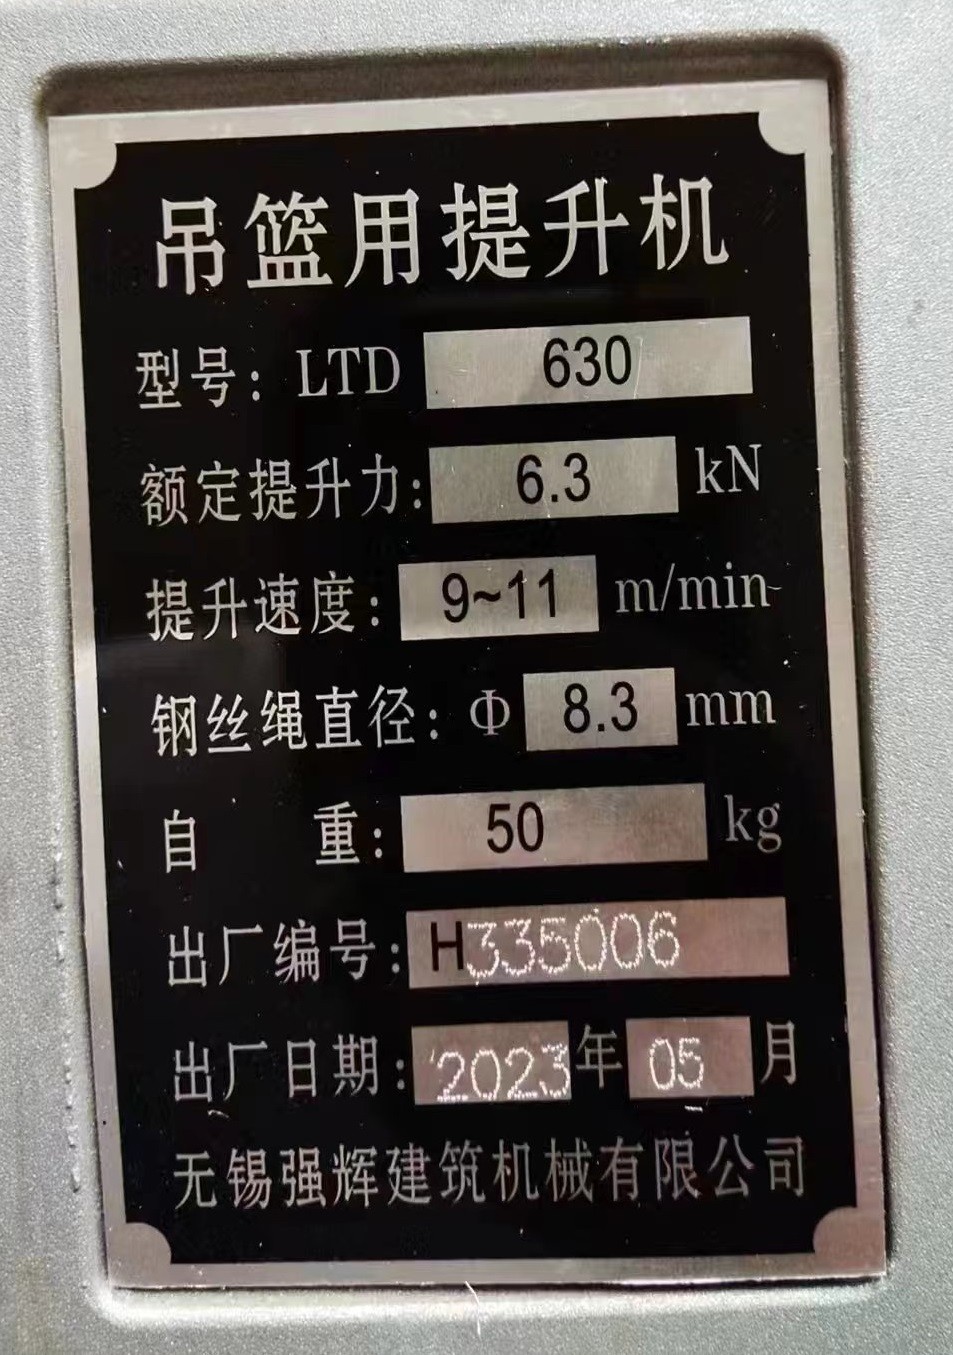 吊篮用提升机
型号：LTD 630
额定提升力：6.3 kN
提升速度：9~11 m/min
钢丝绳直径：Φ 8.3 mm
自 重：50 kg
出厂编号：H335006
出厂日期：2023年05月
无锡强辉建筑机械有限公司